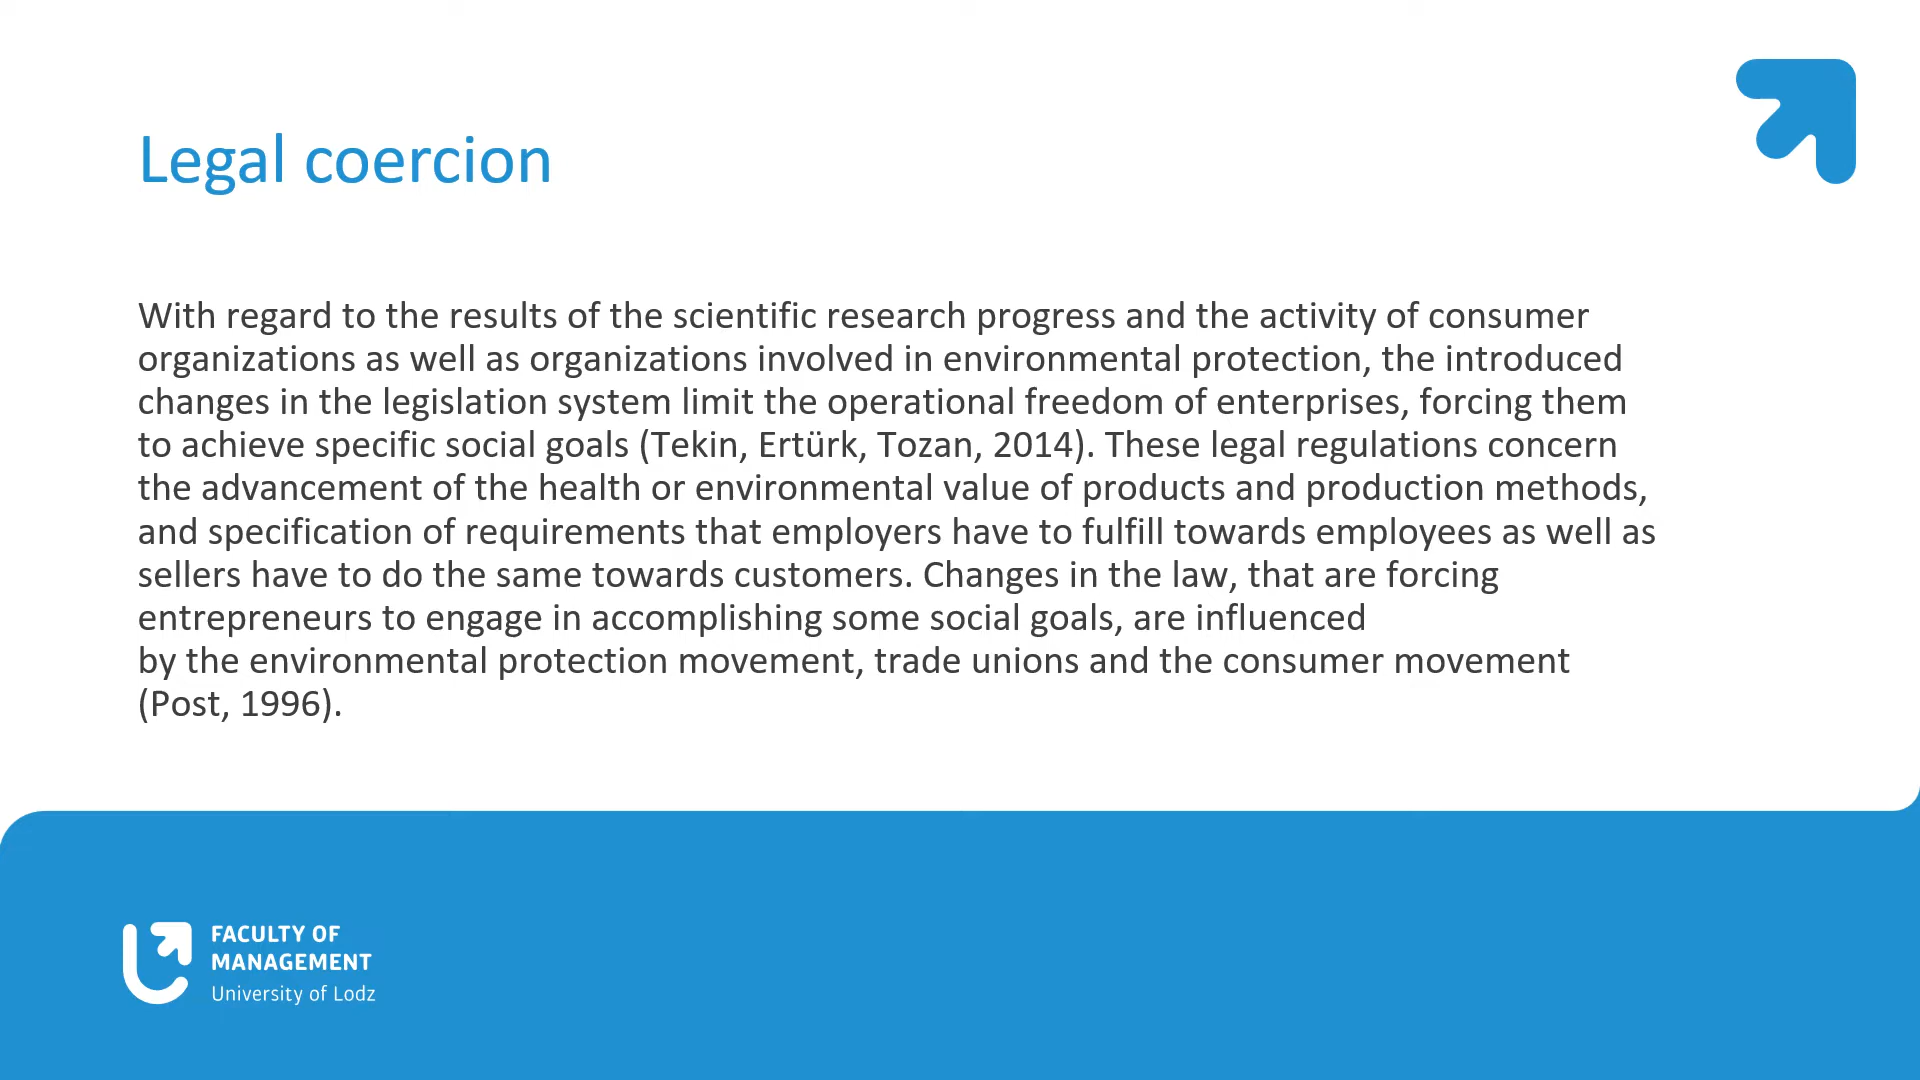 Legal coercion
With regard to the results of the scientific research progress and the activity of consumer
organizations as well as organizations involved in environmental protection, the introduced
changes in the legislation system limit the operational freedom of enterprises, forcing them
to achieve specific social goals (Tekin, Ertürk, Tozan, 2014). These legal regulations concern
the advancement of the health or environmental value of products and production methods,
and specification of requirements that employers have to fulfill towards employees as well as
sellers have to do the same towards customers. Changes in the law, that are forcing
entrepreneurs to engage in accomplishing some social goals, are influenced
by the environmental protection movement, trade unions and the consumer movement
(Post, 1996).
FACULTY OF
MANAGEMENT
University of Lodz